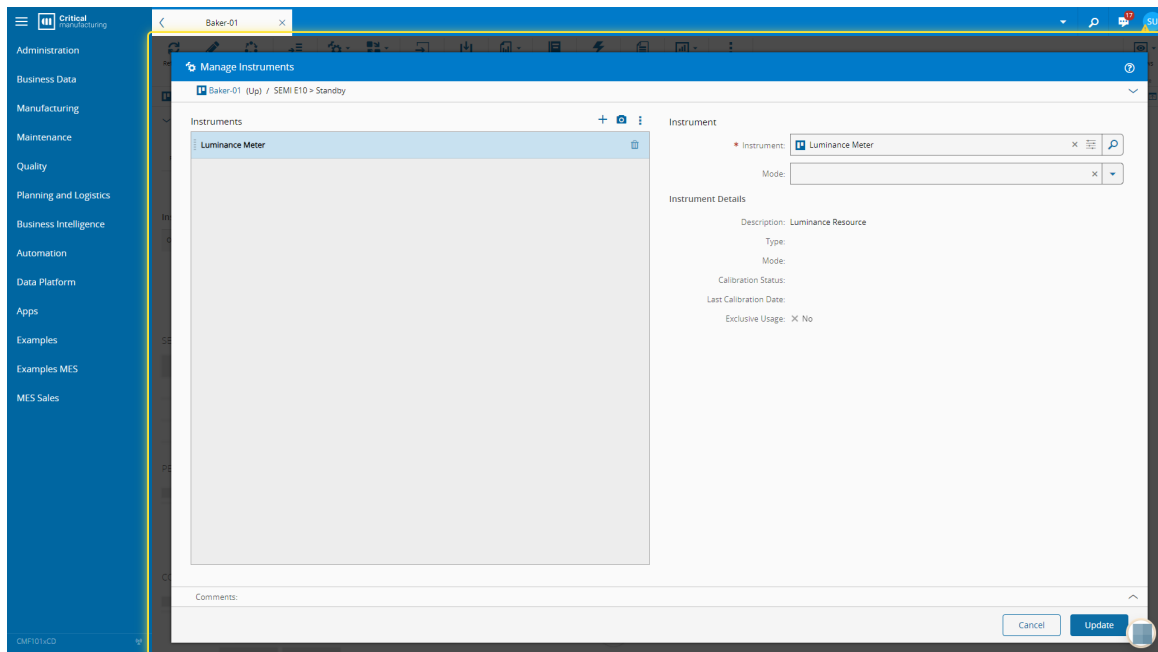 Critical
manufacturing
Baker-01
17
SU
Administration
Business Data
Manufacturing
Maintenance
Quality
Planning and Logistics
Business Intelligence
Automation
Data Platform
Apps
Examples
Examples MES
MES Sales
CMF101vCD
Manage Instruments
Baker-01 (Up) / SEMI E10 > Standby
Instruments
Luminance Meter
Instrument
* Instrument: Luminance Meter
Mode:
Instrument Details
Description: Luminance Resource
Type:
Mode:
Calibration Status:
Last Calibration Date:
Exclusive Usage: No
Comments:
Cancel
Update